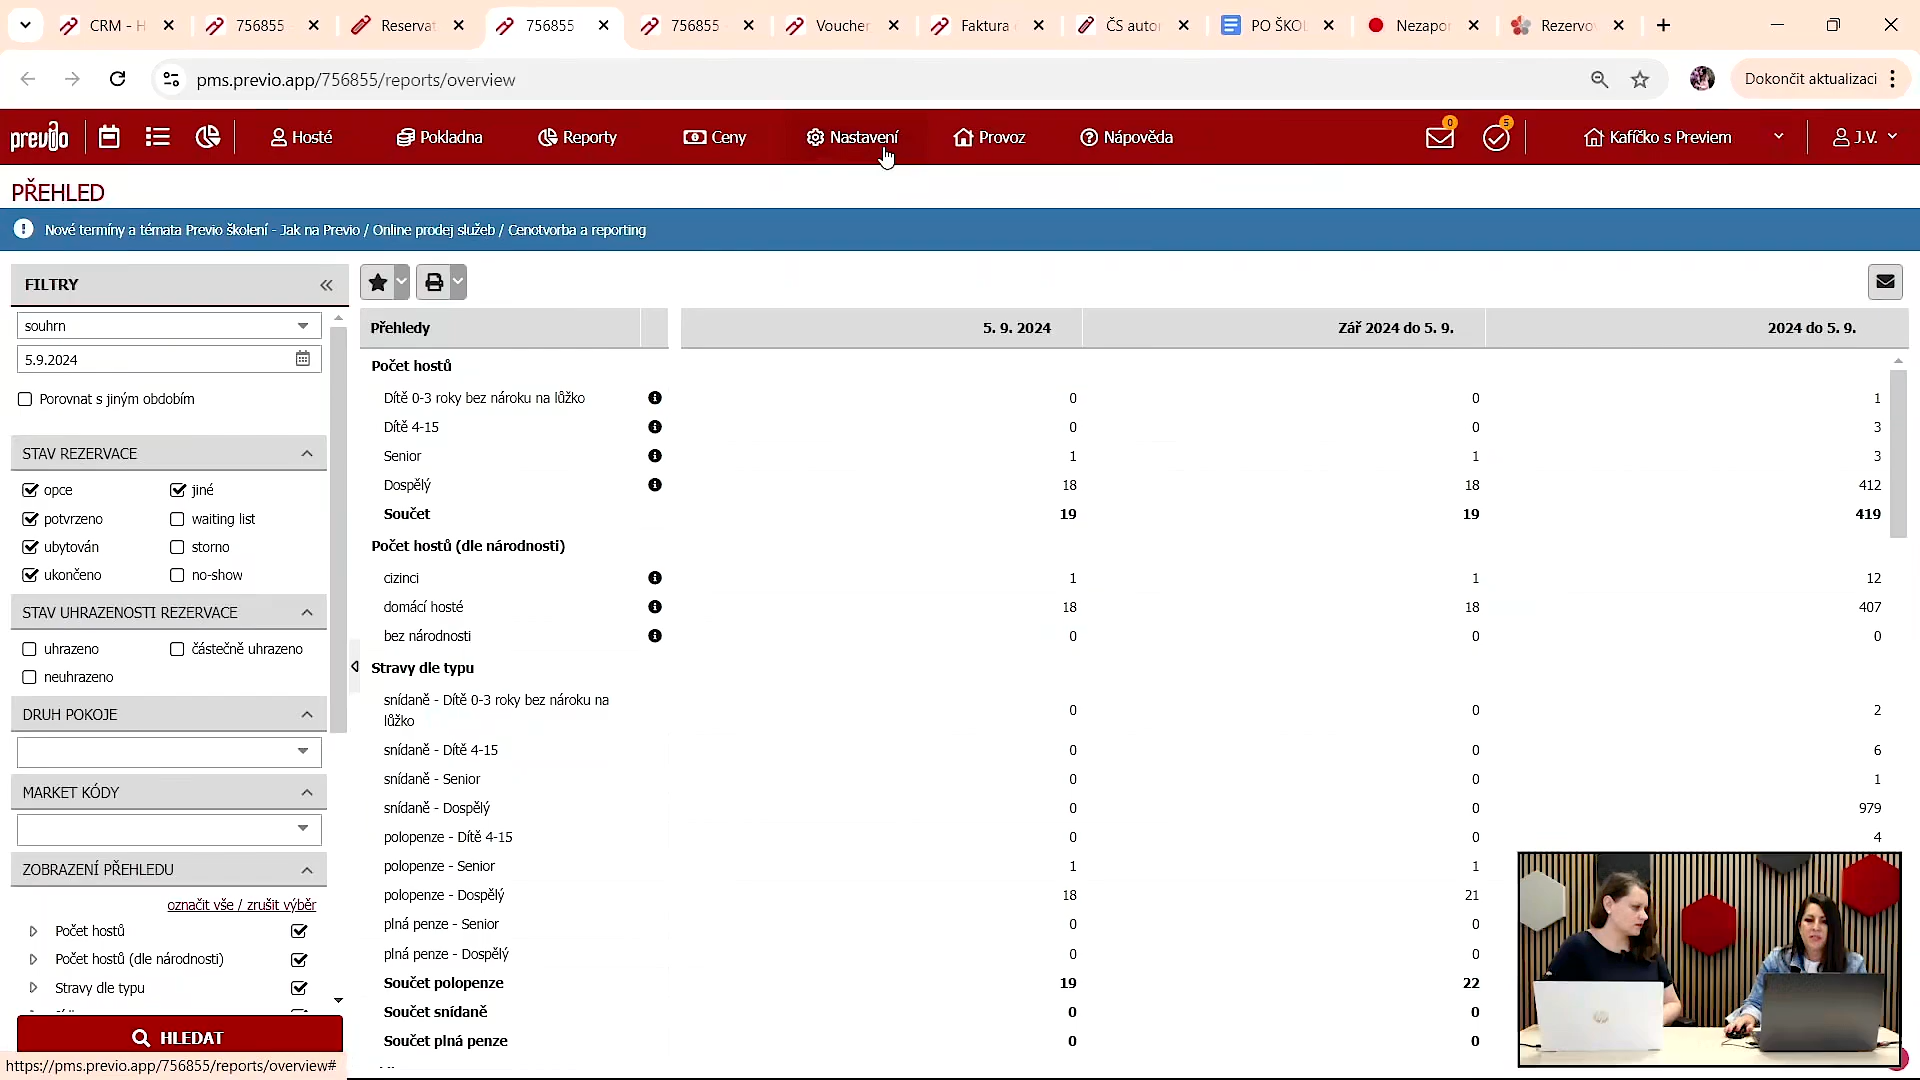 CRM - H
756855
Reservat
756855
756855
Voucher
Faktura
ČS autor
PO ŠKOL
Nezapor
Rezervov
pms.previo.app/756855/reports/overview
Dokončit aktualizaci
previo
Hosté
Pokladna
Reporty
Ceny
Nastavení
Provoz
Nápověda
0
5
Kafíčko s Previem
J.V.
PŘEHLED
Nové termíny a témata Previo školení - Jak na Previo / Online prodej služeb / Cenotvorba a reporting
FILTRY
souhrn
5.9.2024
Porovnat s jiným obdobím
STAV REZERVACE
opce
jiné
potvrzeno
waiting list
ubytován
storno
ukončeno
no-show
STAV UHRAZENOSTI REZERVACE
uhrazeno
částečně uhrazeno
neuhrazeno
DRUH POKOJE
MARKET KÓDY
ZOBRAZENÍ PŘEHLEDU
označit vše / zrušit výběr
Počet hostů
Počet hostů (dle národnosti)
Stravy dle typu
HLEDAT
https://pms.previo.app/756855/reports/overview#
Přehledy 5. 9. 2024 Zář 2024 do 5. 9. 2024 do 5. 9.
Počet hostů
Dítě 0-3 roky bez nároku na lůžko 0 0 1
Dítě 4-15 0 0 3
Senior 1 1 3
Dospělý 18 18 412
Součet 19 19 419
Počet hostů (dle národnosti)
cizinci 1 1 12
domácí hosté 18 18 407
bez národnosti 0 0 0
Stravy dle typu
snídaně - Dítě 0-3 roky bez nároku na
lůžko 0 0 2
snídaně - Dítě 4-15 0 0 6
snídaně - Senior 0 0 1
snídaně - Dospělý 0 0 979
polopenze - Dítě 4-15 0 0 4
polopenze - Senior 1 1
polopenze - Dospělý 18 21
plná penze - Senior 0 0
plná penze - Dospělý 0 0
Součet polopenze 19 22
Součet snídaně 0 0
Součet plná penze 0 0